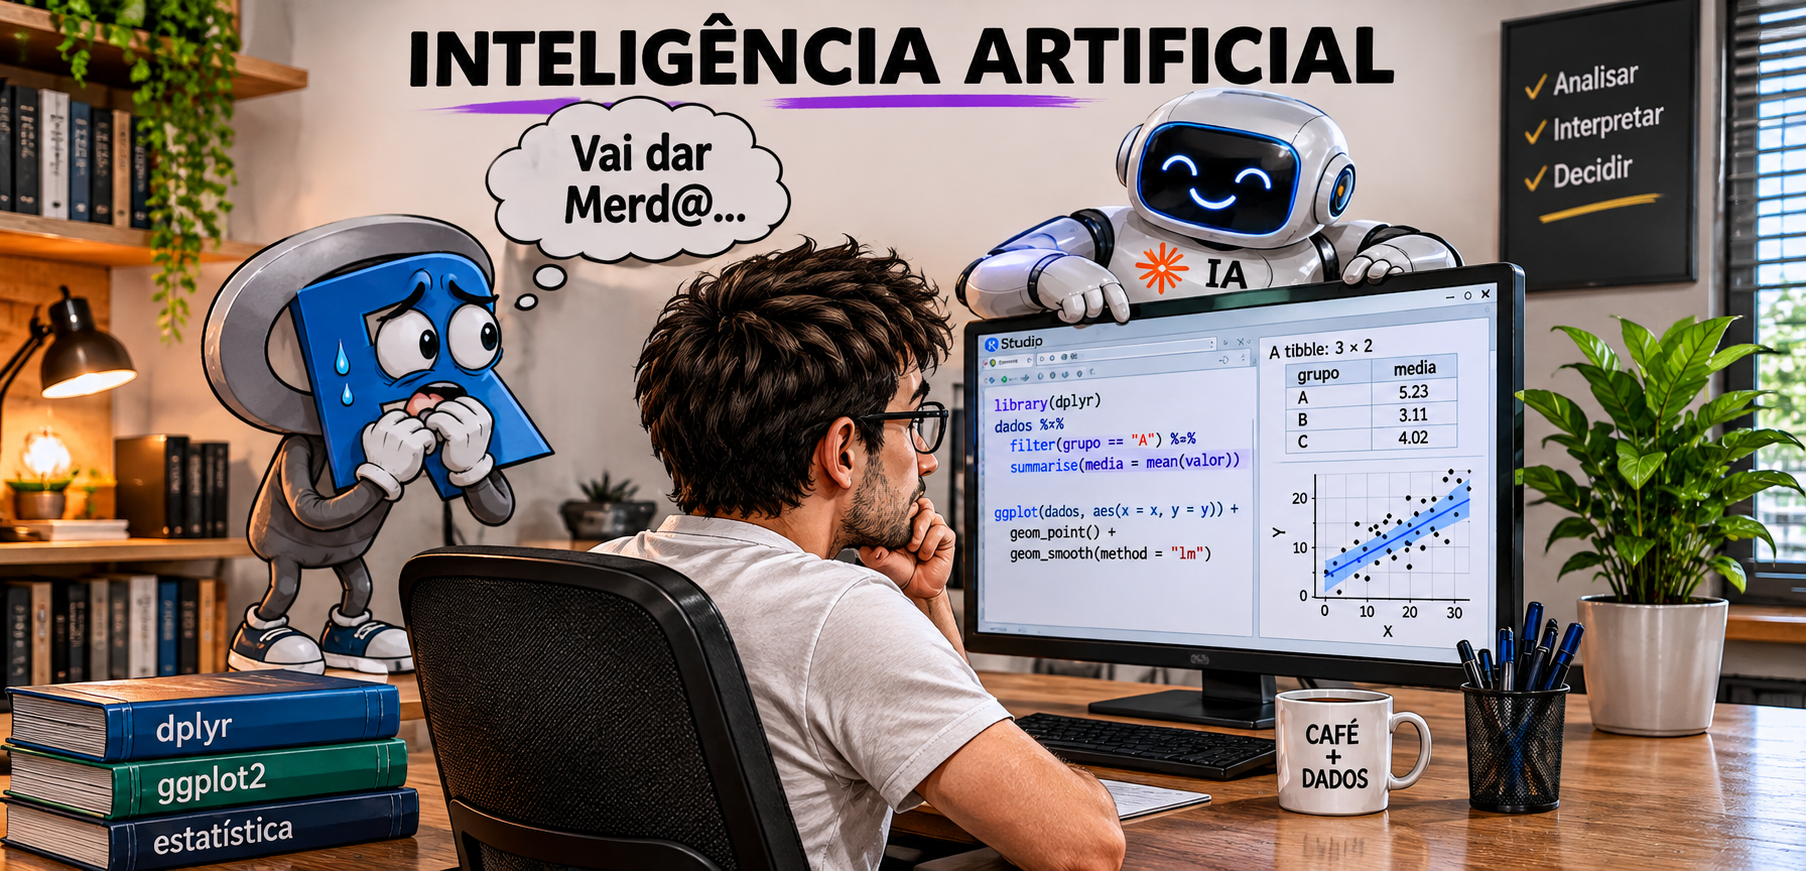 INTELIGÊNCIA ARTIFICIAL
Vai dar
Merd@...
Analisar
Interpretar
Decidir
IA
R Studio
library(dplyr)
dados %>%
filter(grupo == "A") %>%
summarise(media = mean(valor))
ggplot(dados, aes(x = x, y = y)) +
geom_point() +
geom_smooth(method = "lm")
A tibble: 3 × 2
grupo media
A 5.23
B 3.11
C 4.02
Y
20
10
0
0 10 20 30
X
dplyr
ggplot2
estatística
CAFÉ
+
DADOS